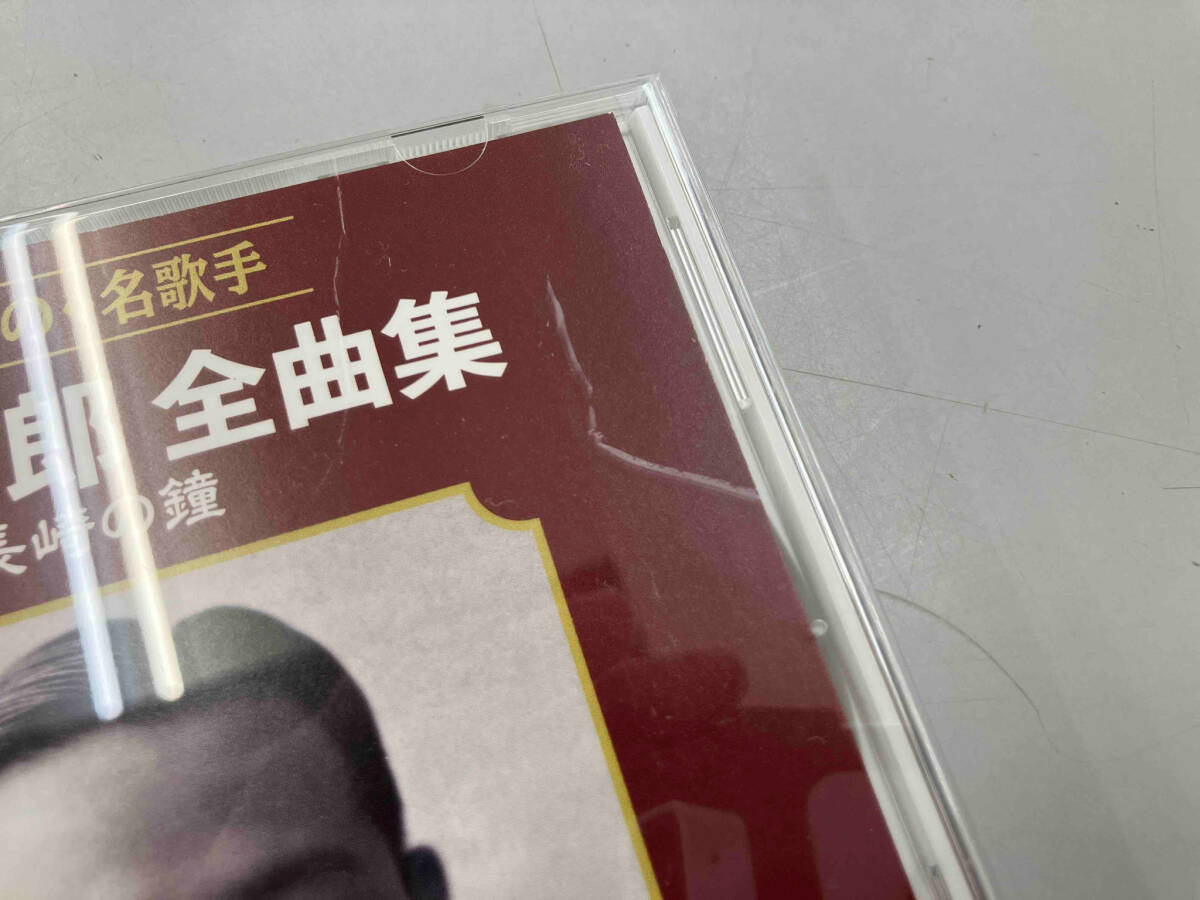 の 名歌手
郎 全曲集
長崎の鐘